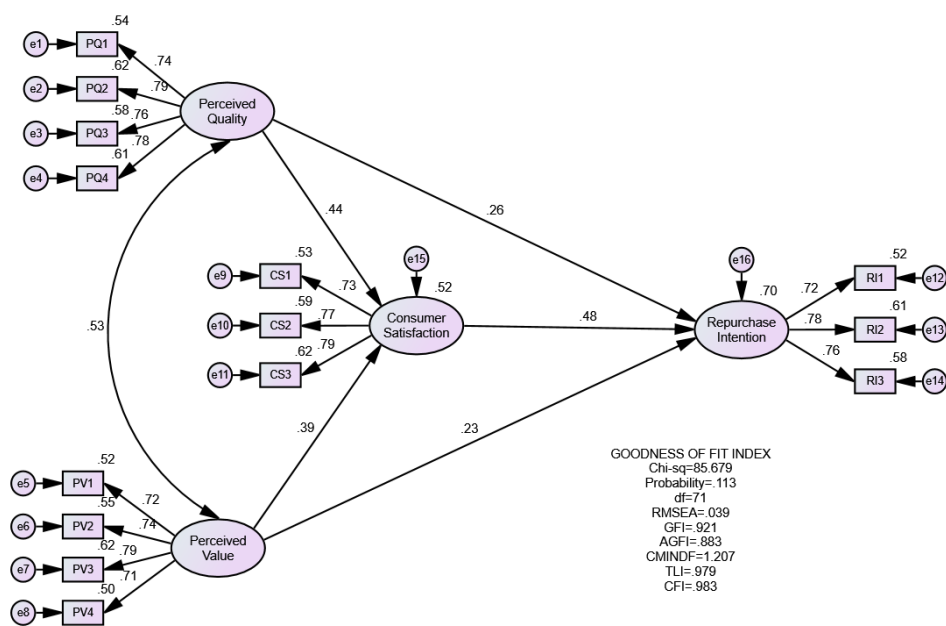 .54
e1
PQ1
.74
.62
e2
PQ2
.79
.58
.76
e3
PQ3
.78
.61
e4
PQ4
Perceived
Quality
.44
.26
.53
.53
e9
CS1
.73
.59
e10
CS2
.77
.62
.79
e11
CS3
e15
.52
Consumer
Satisfaction
.48
e16
.70
Repurchase
Intention
.52
.72
RI1
e12
.61
.78
RI2
e13
.58
.76
RI3
e14
.39
.23
.52
e5
PV1
.72
.55
e6
PV2
.74
.62
.79
e7
PV3
.71
.50
e8
PV4
Perceived
Value
GOODNESS OF FIT INDEX
Chi-sq=85.679
Probability=.113
df=71
RMSEA=.039
GFI=.921
AGFI=.883
CMINDF=1.207
TLI=.979
CFI=.983